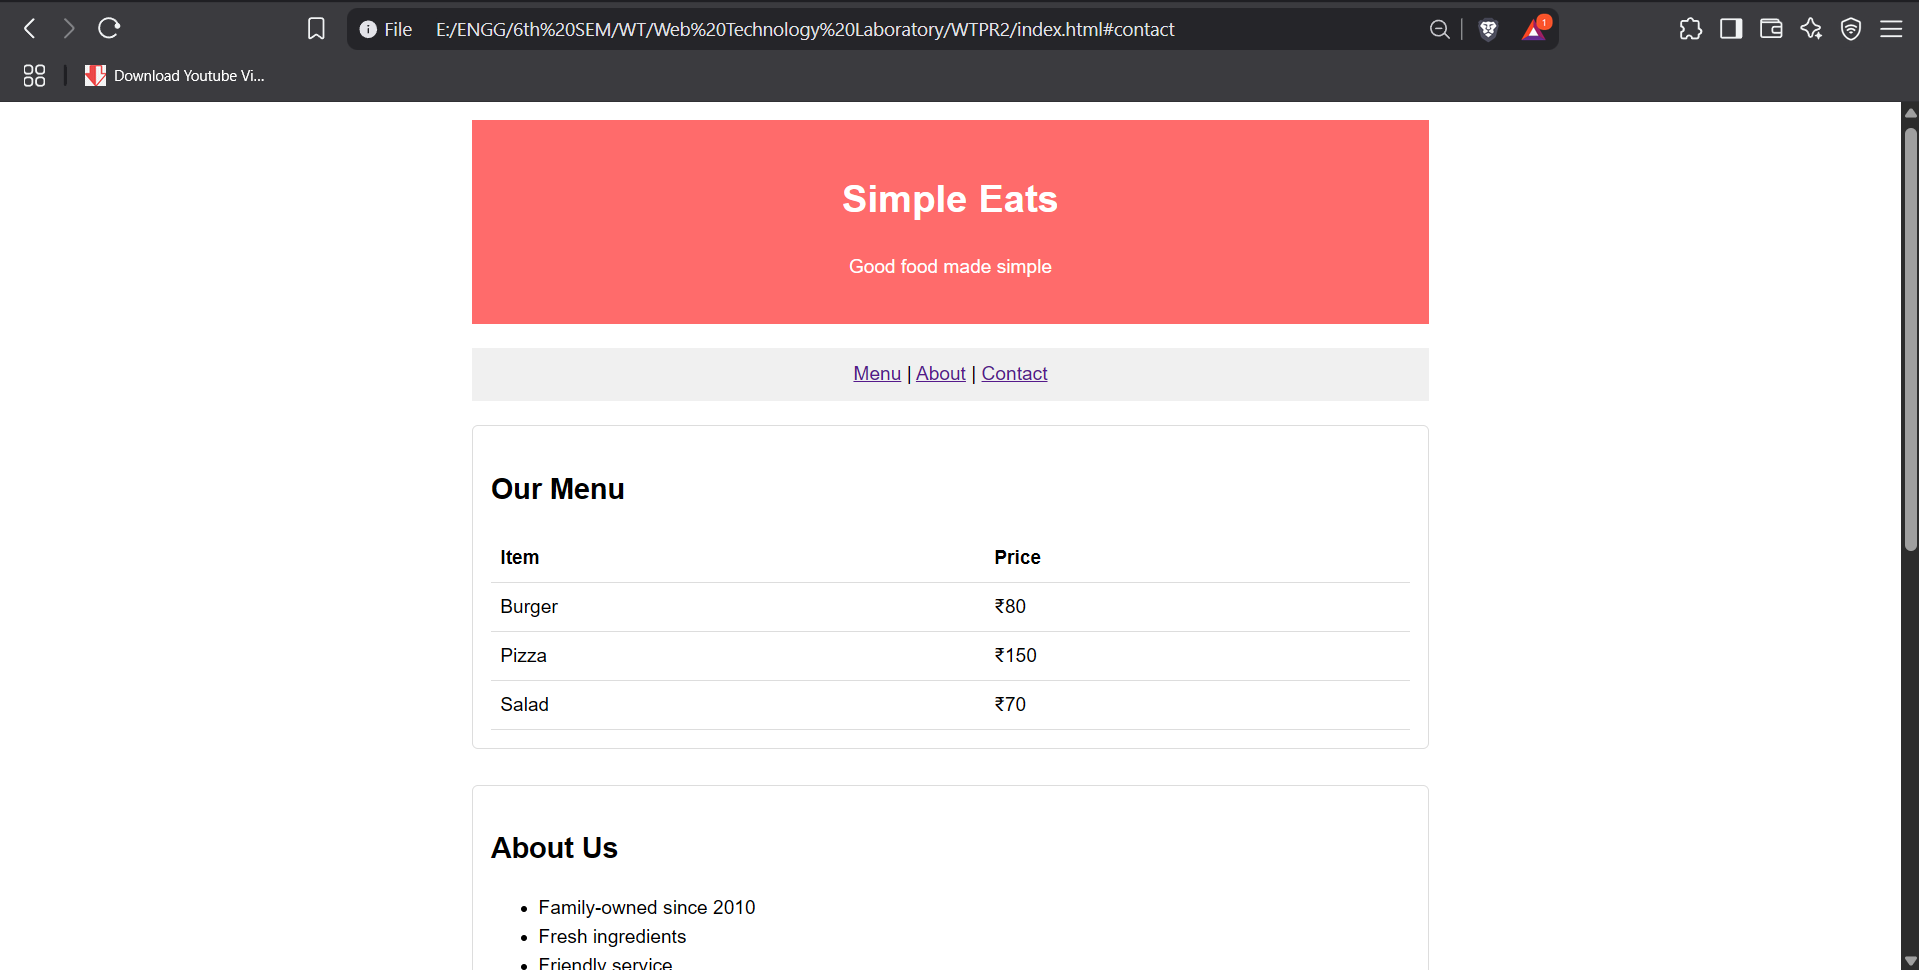 File E:/ENGG/6th%20SEM/WT/Web%20Technology%20Laboratory/WTPR2/index.html#contact
1
Download Youtube Vi...
Simple Eats
Good food made simple
Menu | About | Contact
Our Menu
Item Price
Burger ₹80
Pizza ₹150
Salad ₹70
About Us
• Family-owned since 2010
• Fresh ingredients
• Friendly service